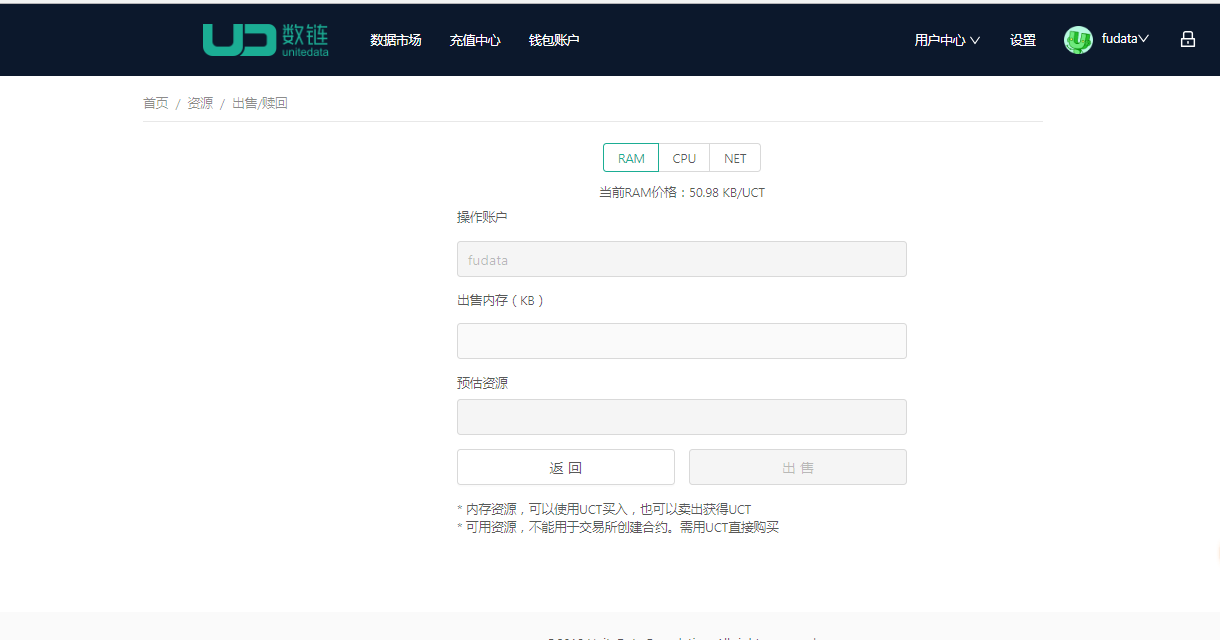 数链
unitedata
数据市场 充值中心 钱包账户 用户中心 设置 fudata
首页 / 资源 / 出售/赎回
RAM CPU NET
当前RAM价格：50.98 KB/UCT
操作账户
fudata
出售内存（KB）
预估资源
返回 出售
* 内存资源，可以使用UCT买入，也可以卖出获得UCT
* 可用资源，不能用于交易所创建合约。需用UCT直接购买